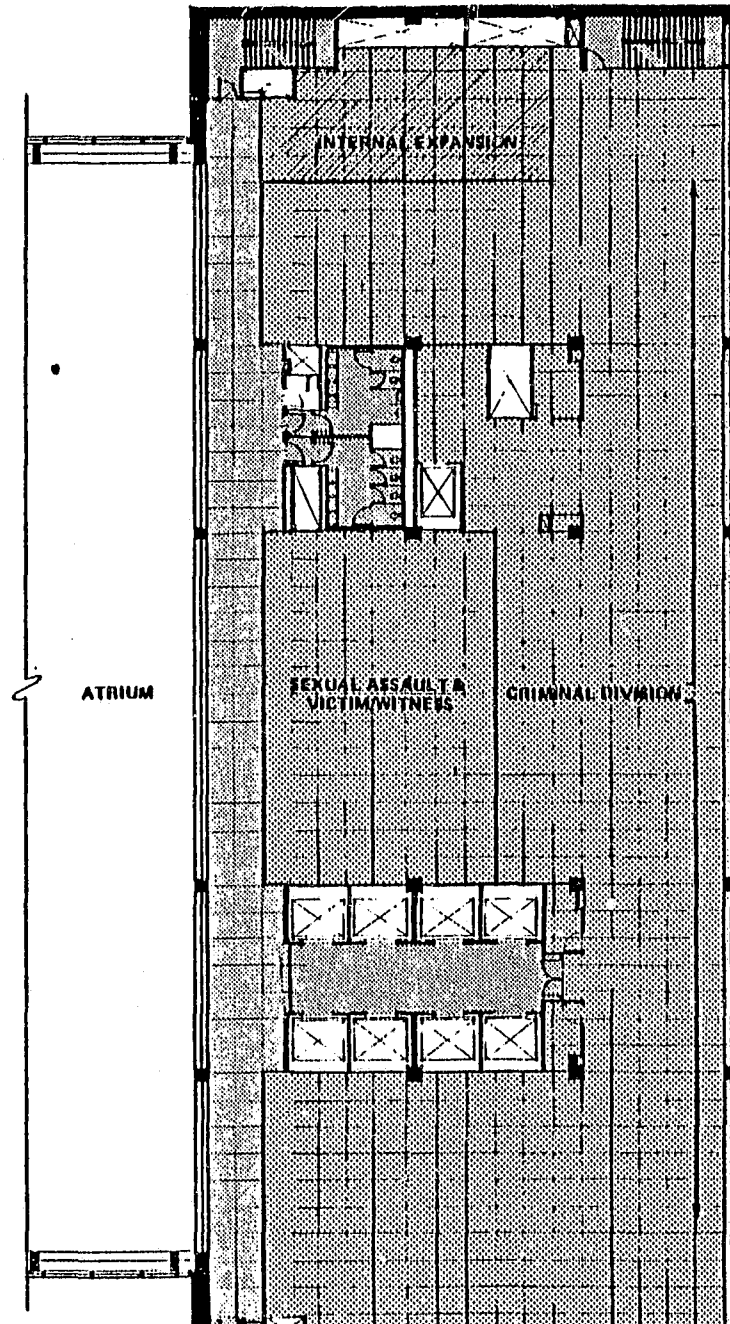 INTERNAL EXPANSION
ATRIUM
SEXUAL ASSAULT &
VICTIM/WITNESS
CRIMINAL DIVISION